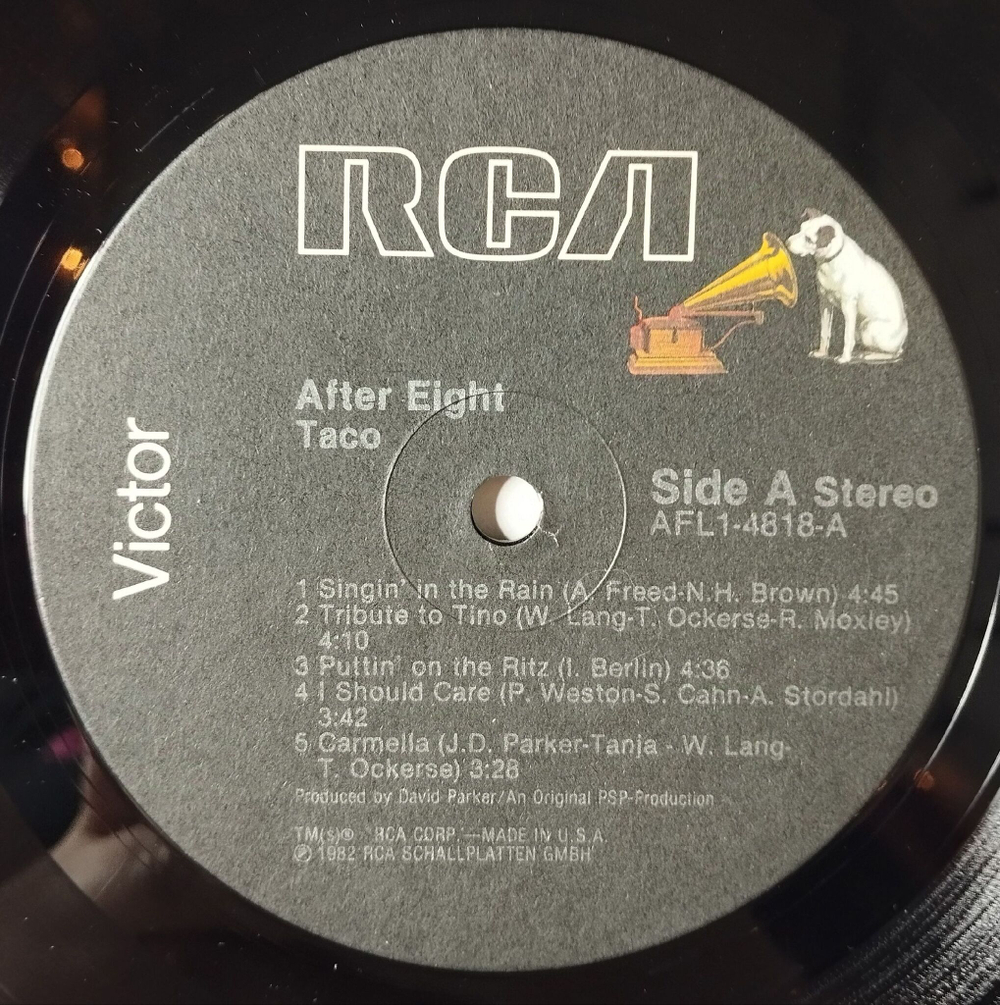 RCA
After Eight
Taco
Victor
Side A Stereo
AFL1-4818-A
1 Singin' in the Rain (A. Freed-N.H. Brown) 4:45
2 Tribute to Tino (W. Lang-T. Ockerse-R. Moxley)
4:10
3 Puttin' on the Ritz (I. Berlin) 4:36
4 I Should Care (P. Weston-S. Cahn-A. Stordahl)
3:42
5 Carmella (J.D. Parker-Tanja - W. Lang-
T. Ockerse) 3:28
Produced by David Parker/An Original PSP-Production
TM(s)® RCA CORP.—MADE IN U.S.A.
℗ 1982 RCA SCHALLPLATTEN GMBH